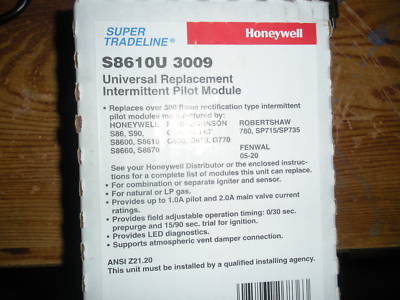 SUPER
TRADELINE®
Honeywell
S8610U 3009
Universal Replacement
Intermittent Pilot Module
• Replaces over 300 flame rectification type intermittent
pilot modules manufactured by:
HONEYWELL JOHNSON ROBERTSHAW
S86, S90, 780, SP715/SP735
S8600, S8610 G770
S8660, S8670 FENWAL
05-20
See your Honeywell Distributor or the enclosed instruc-
tions for a complete list of modules this unit can replace.
• For combination or separate igniter and sensor.
• For natural or LP gas.
• Provides up to 1.0A pilot and 2.0A main valve current
ratings.
• Provides field adjustable operation timing: 0/30 sec.
prepurge and 15/90 sec. trial for ignition.
• Provides LED diagnostics.
• Supports atmospheric vent damper connection.
ANSI Z21.20
This unit must be installed by a qualified installing agency.